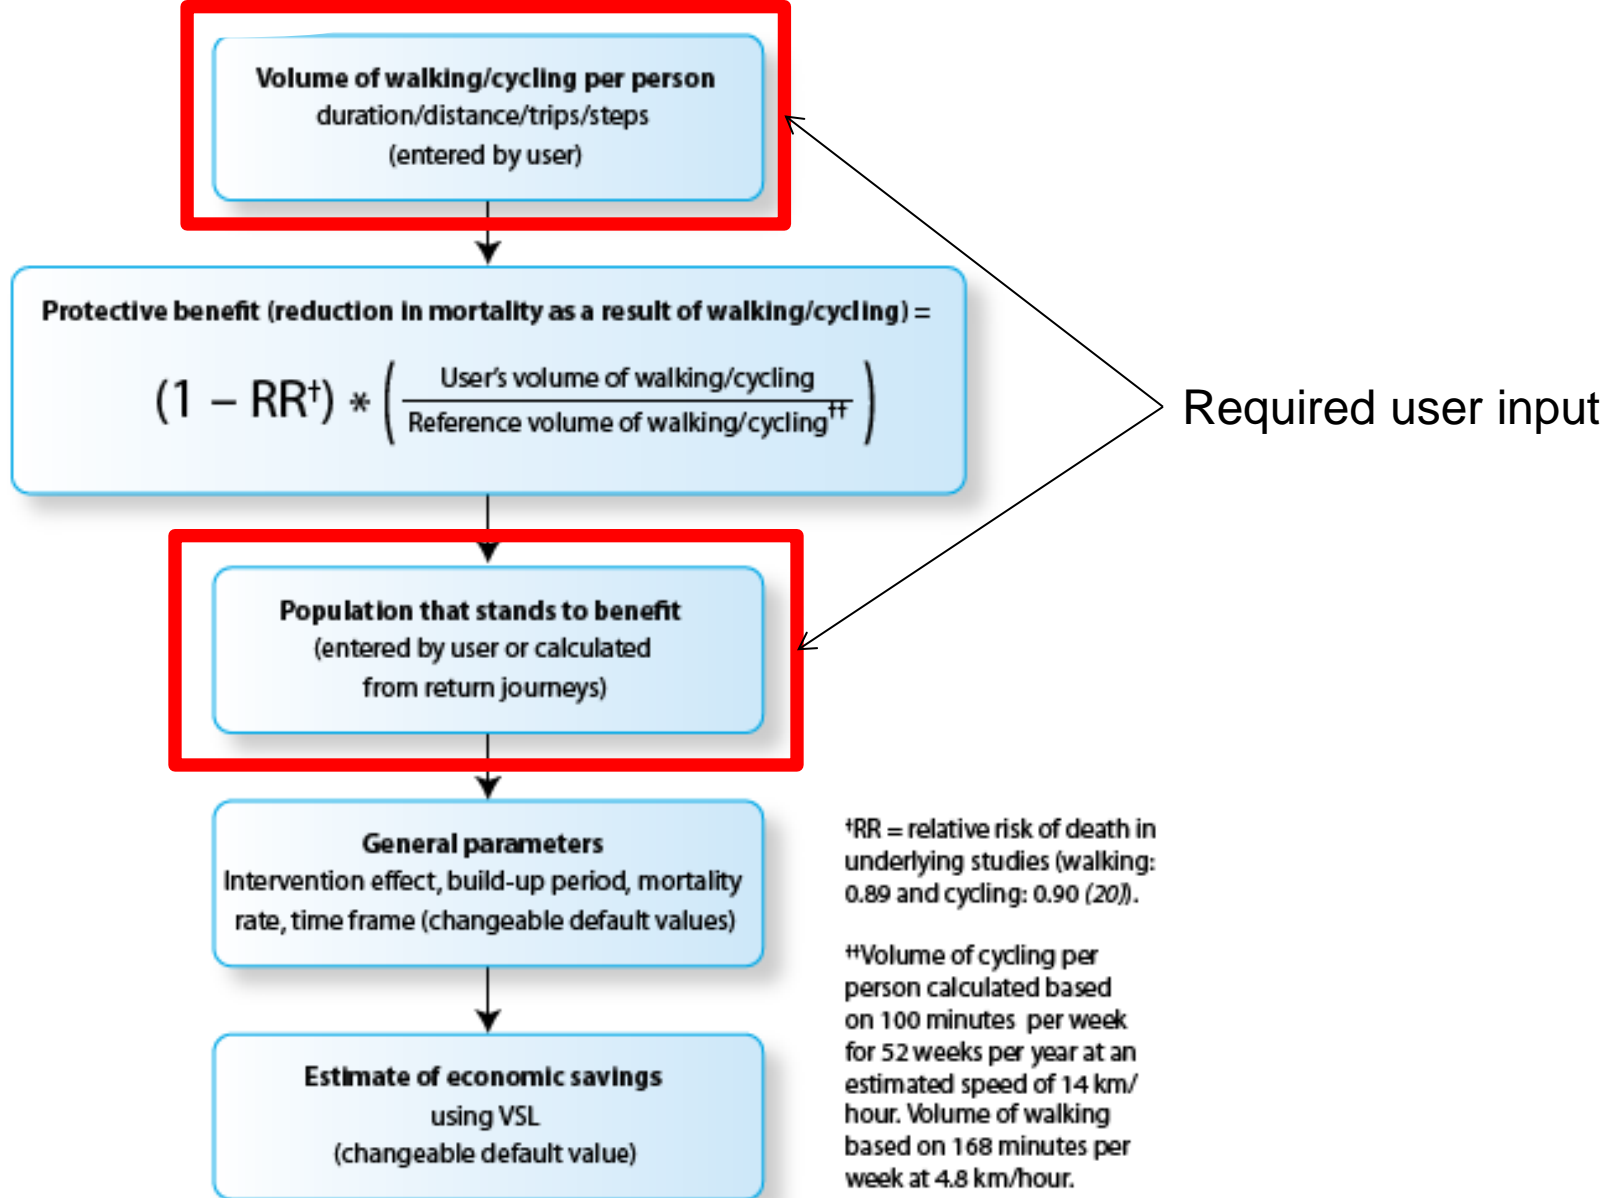 Volume of walking/cycling per person
duration/distance/trips/steps
(entered by user)
Protective benefit (reduction in mortality as a result of walking/cycling) =
(1 – RR†) * ( User's volume of walking/cycling
Reference volume of walking/cycling†† )
Required user input
Population that stands to benefit
(entered by user or calculated
from return journeys)
General parameters
Intervention effect, build-up period, mortality
rate, time frame (changeable default values)
Estimate of economic savings
using VSL
(changeable default value)
†RR = relative risk of death in
underlying studies (walking:
0.89 and cycling: 0.90 (20)).
††Volume of cycling per
person calculated based
on 100 minutes per week
for 52 weeks per year at an
estimated speed of 14 km/
hour. Volume of walking
based on 168 minutes per
week at 4.8 km/hour.